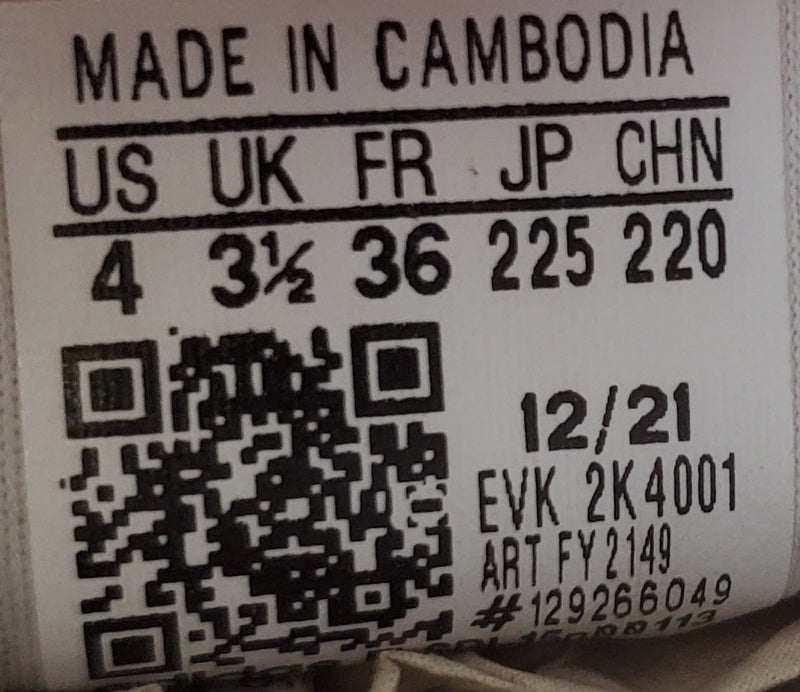 MADE IN CAMBODIA
US UK FR JP CHN
4 3½ 36 225 220
12/21
EVK 2K4001
ART FY2149
#129266049